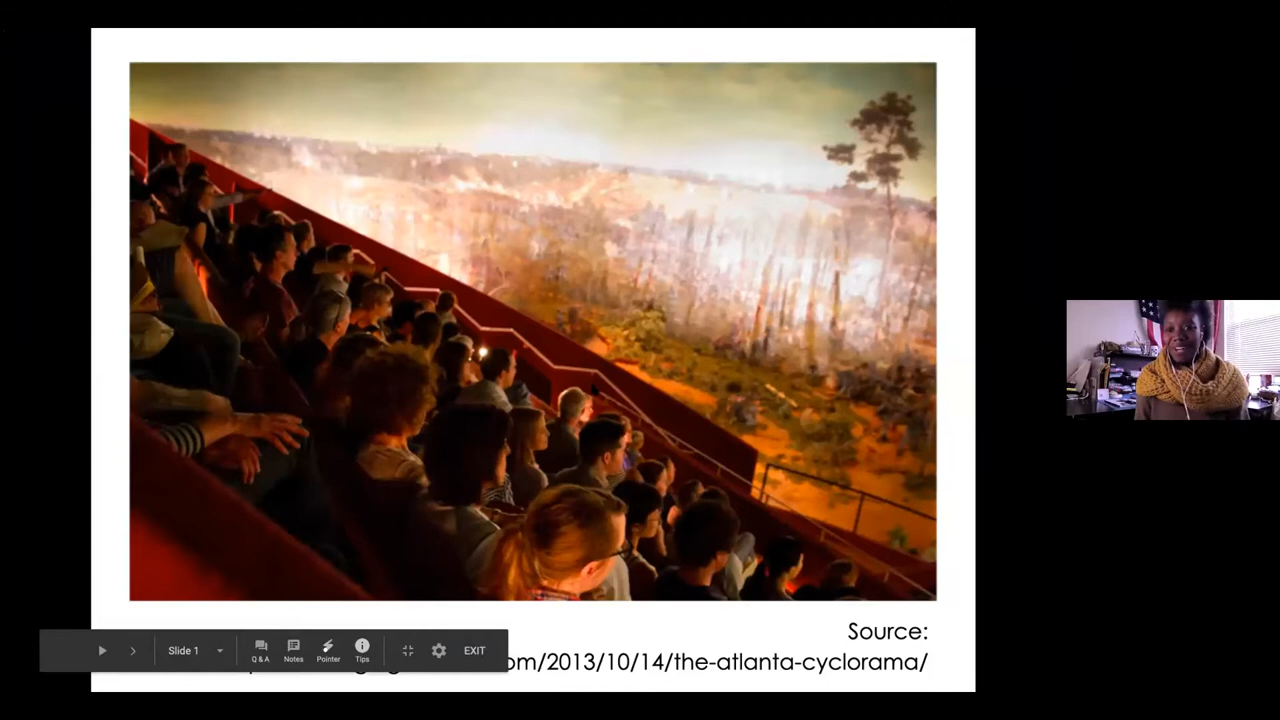 Source:
om/2013/10/14/the-atlanta-cyclorama/
Slide 1
Q & A
Notes
Pointer
Tips
EXIT